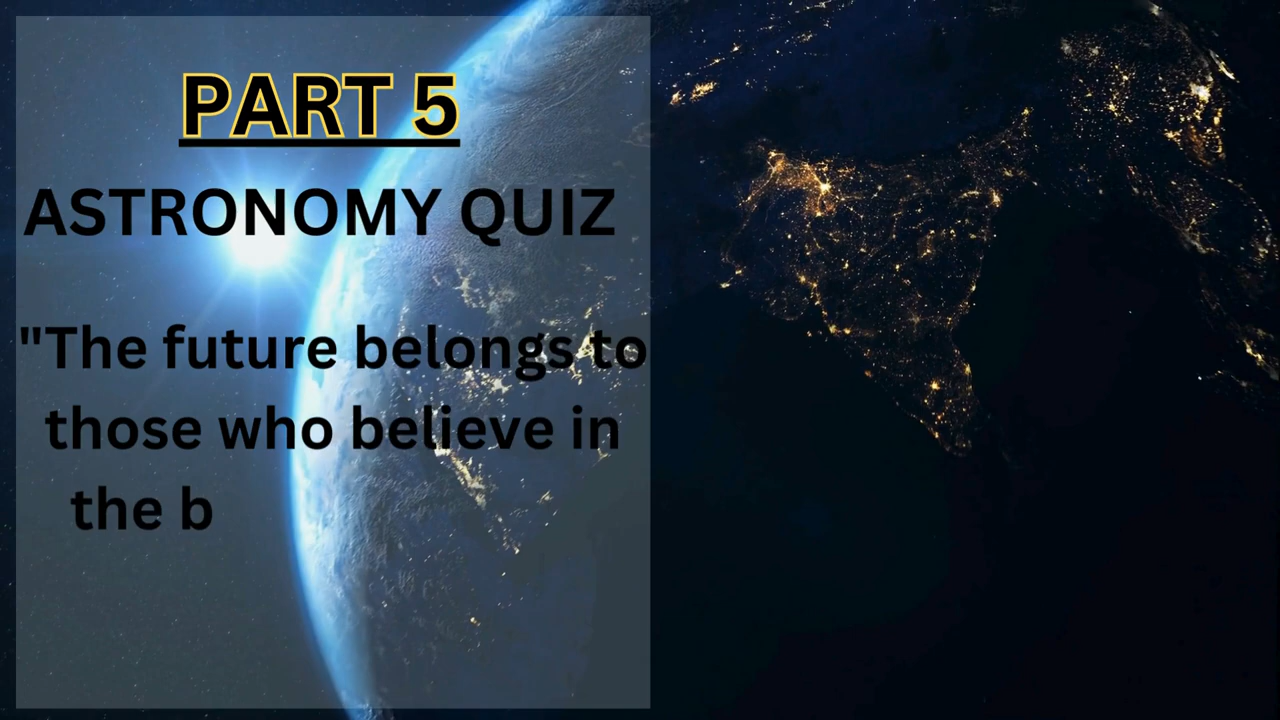 PART 5
ASTRONOMY QUIZ
"The future belongs to
those who believe in
the b